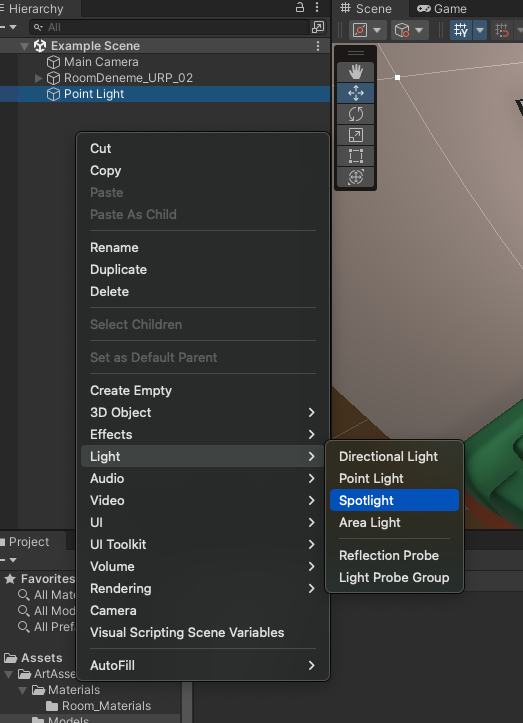 Hierarchy
All
Example Scene
Main Camera
RoomDeneme_URP_02
Point Light
Scene
Game
Cut
Copy
Paste
Paste As Child
Rename
Duplicate
Delete
Select Children
Set as Default Parent
Create Empty
3D Object
Effects
Light
Audio
Video
UI
UI Toolkit
Volume
Rendering
Camera
Visual Scripting Scene Variables
AutoFill
Directional Light
Point Light
Spotlight
Area Light
Reflection Probe
Light Probe Group
Project
Favorites
All Mate
All Mod
All Pref
Assets
ArtAsse
Materials
Room_Materials
Models